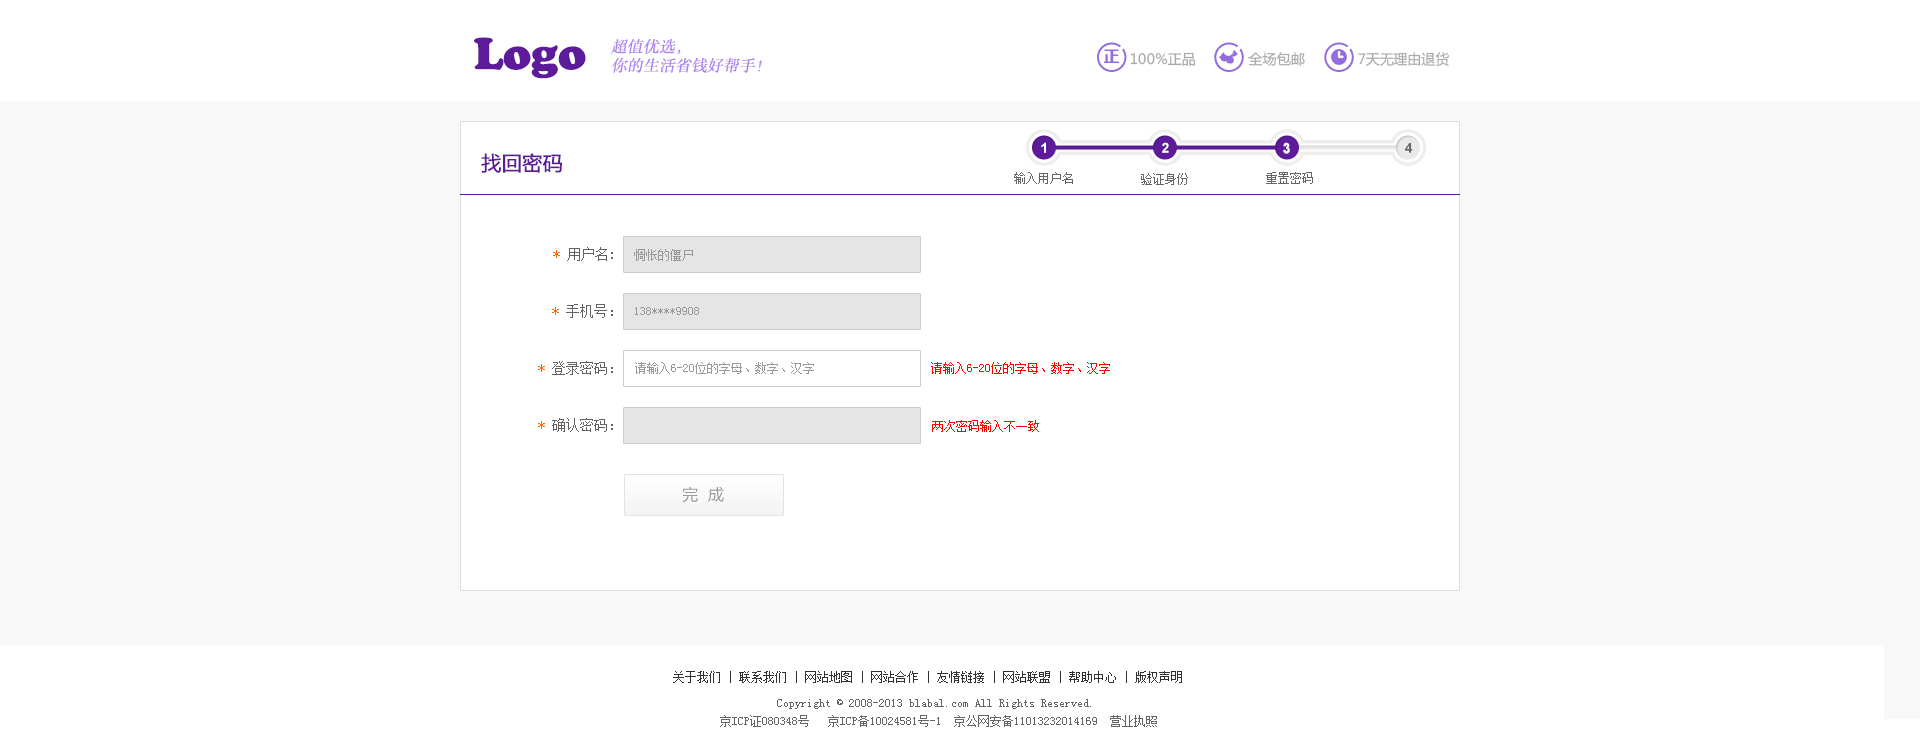 Logo
超值优选，
你的生活省钱好帮手！
正 100%正品 全场包邮 7天无理由退货
找回密码
1 2 3 4
输入用户名 验证身份 重置密码
* 用户名： 惆怅的僵尸
* 手机号： 138****9908
* 登录密码： 请输入6-20位的字母、数字、汉字 请输入6-20位的字母、数字、汉字
* 确认密码： 两次密码输入不一致
完 成
关于我们 | 联系我们 | 网站地图 | 网站合作 | 友情链接 | 网站联盟 | 帮助中心 | 版权声明
Copyright © 2008-2013 blabal.com All Rights Reserved.
京ICP证080348号 京ICP备10024581号-1 京公网安备11013232014169 营业执照